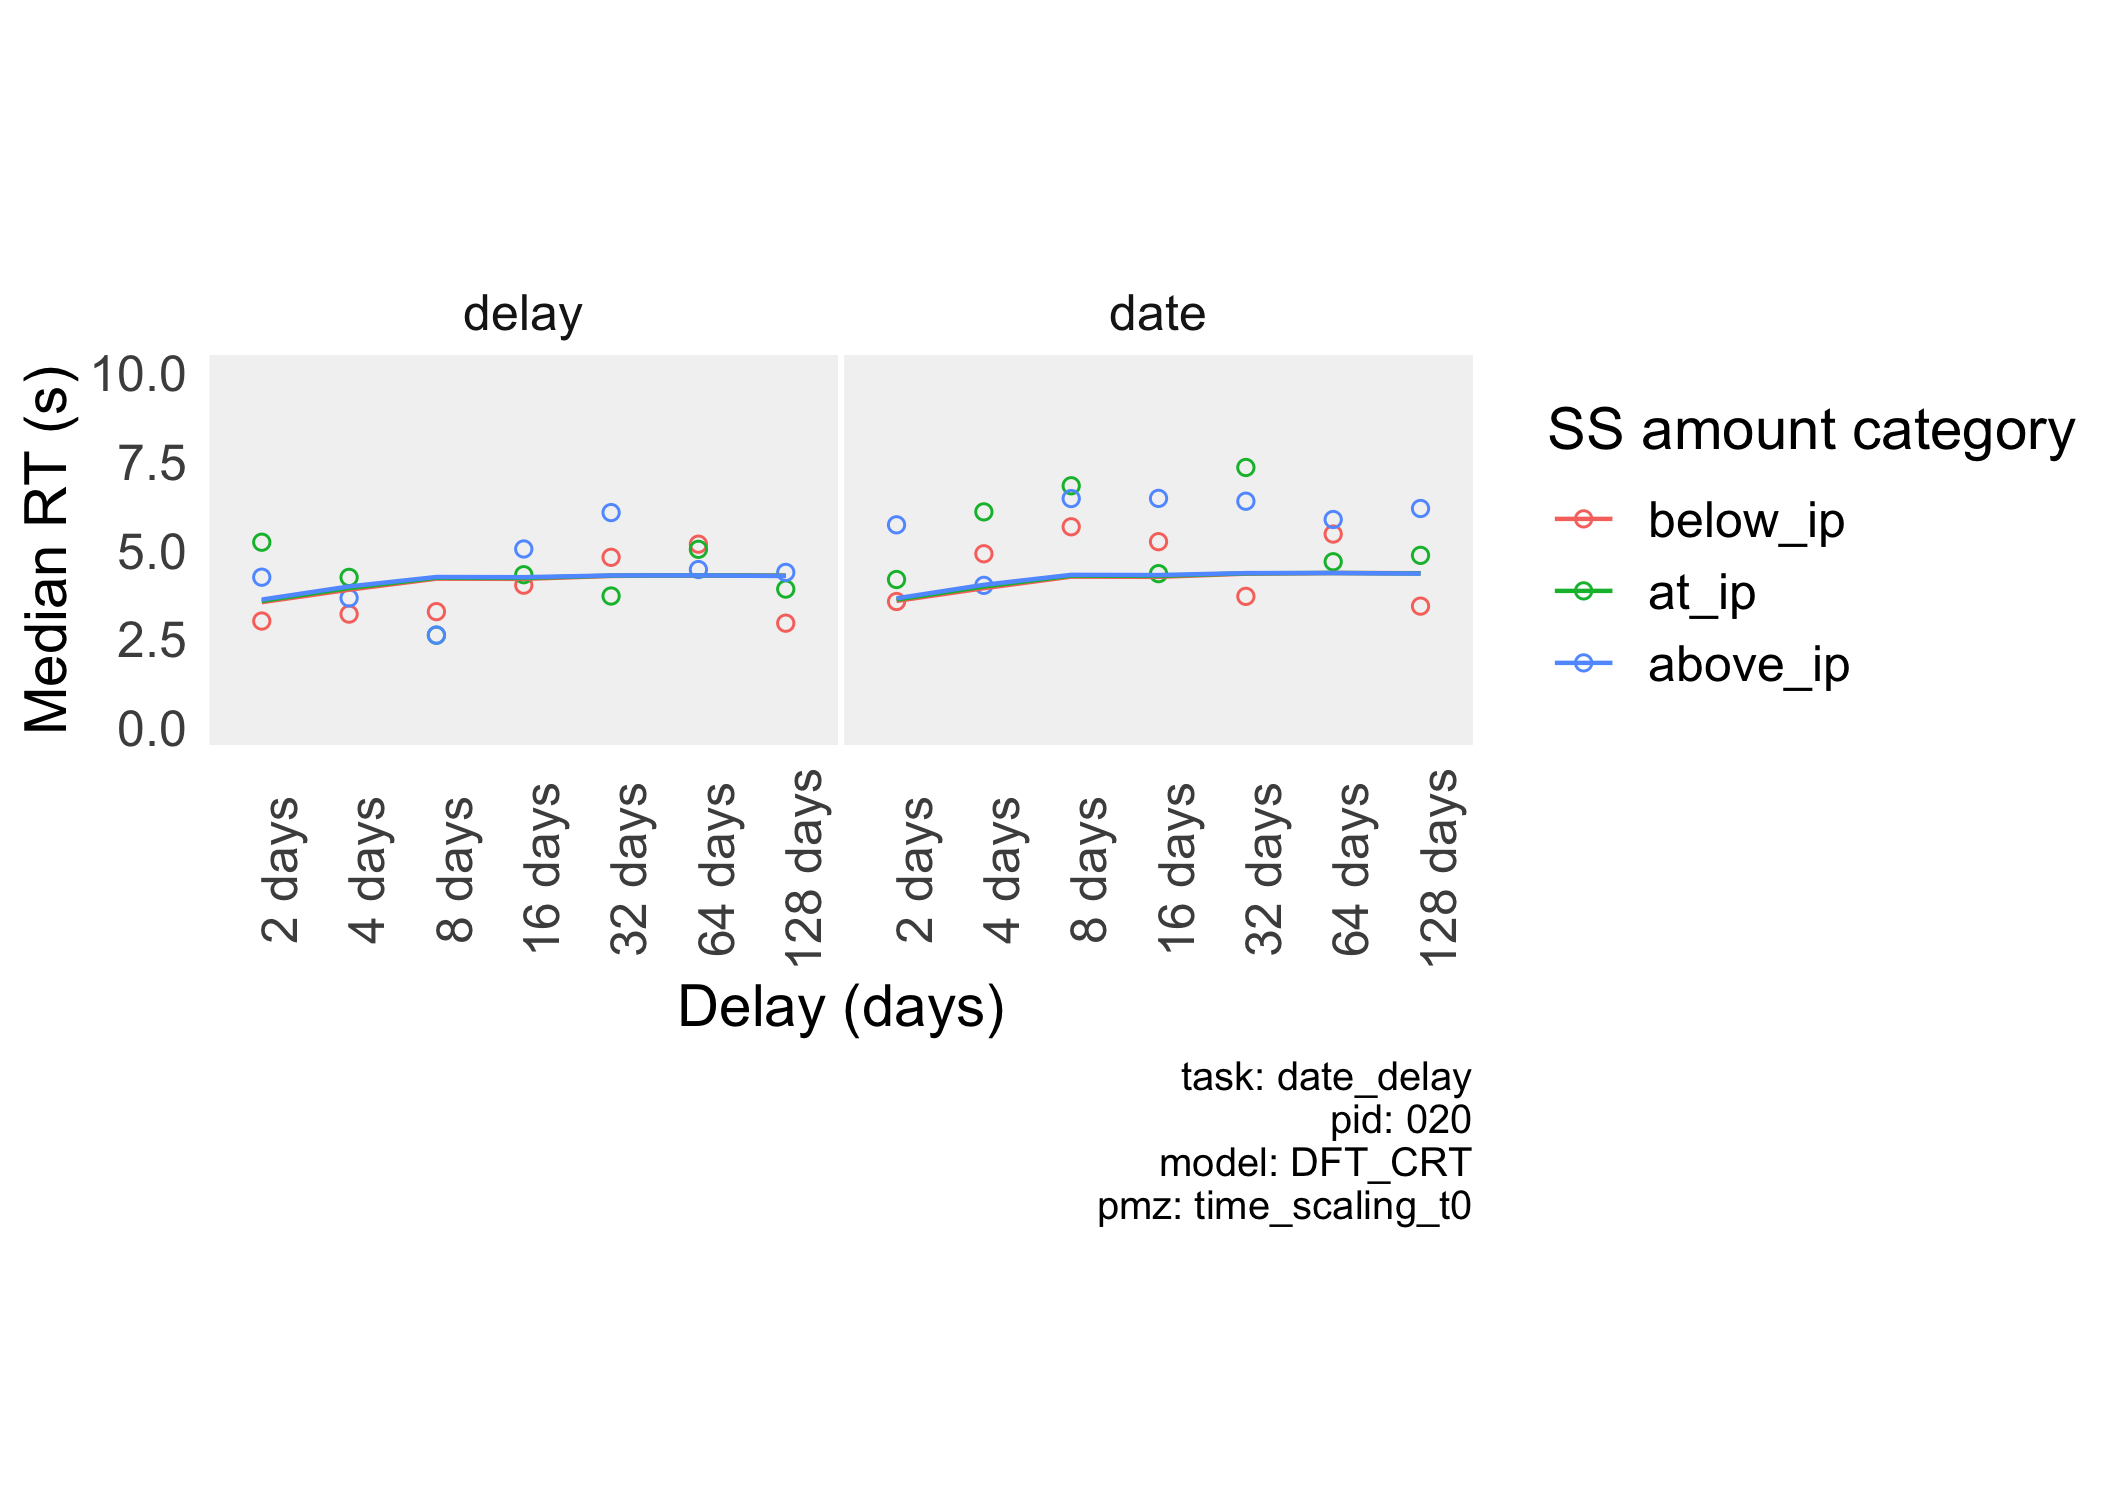 delay
date
Median RT (s)
10.0
7.5
5.0
2.5
0.0
2 days
4 days
8 days
16 days
32 days
64 days
128 days
2 days
4 days
8 days
16 days
32 days
64 days
128 days
Delay (days)
SS amount category
below_ip
at_ip
above_ip
task: date_delay
pid: 020
model: DFT_CRT
pmz: time_scaling_t0